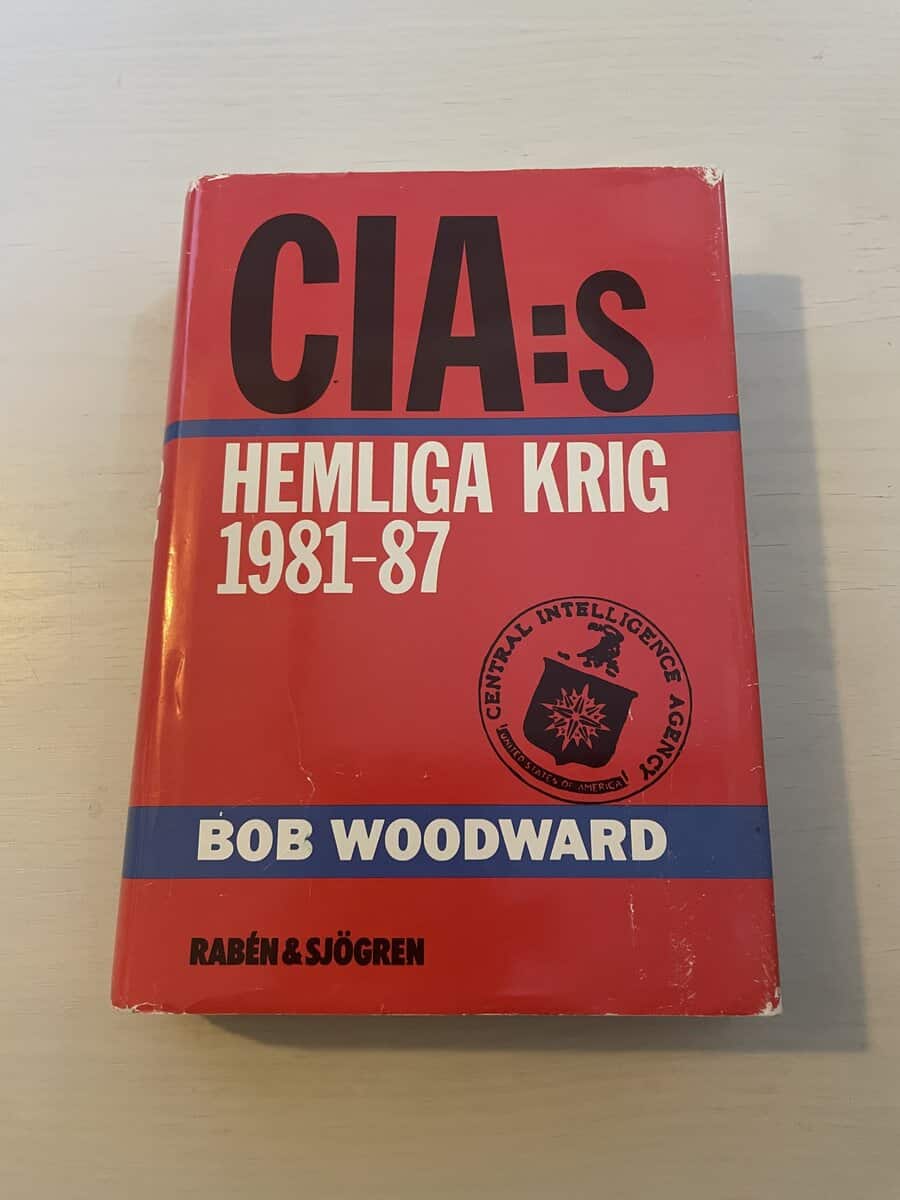 CIA:s
HEMLIGA KRIG
1981-87
CENTRAL INTELLIGENCE AGENCY
UNITED STATES OF AMERICA
BOB WOODWARD
RABÉN & SJÖGREN